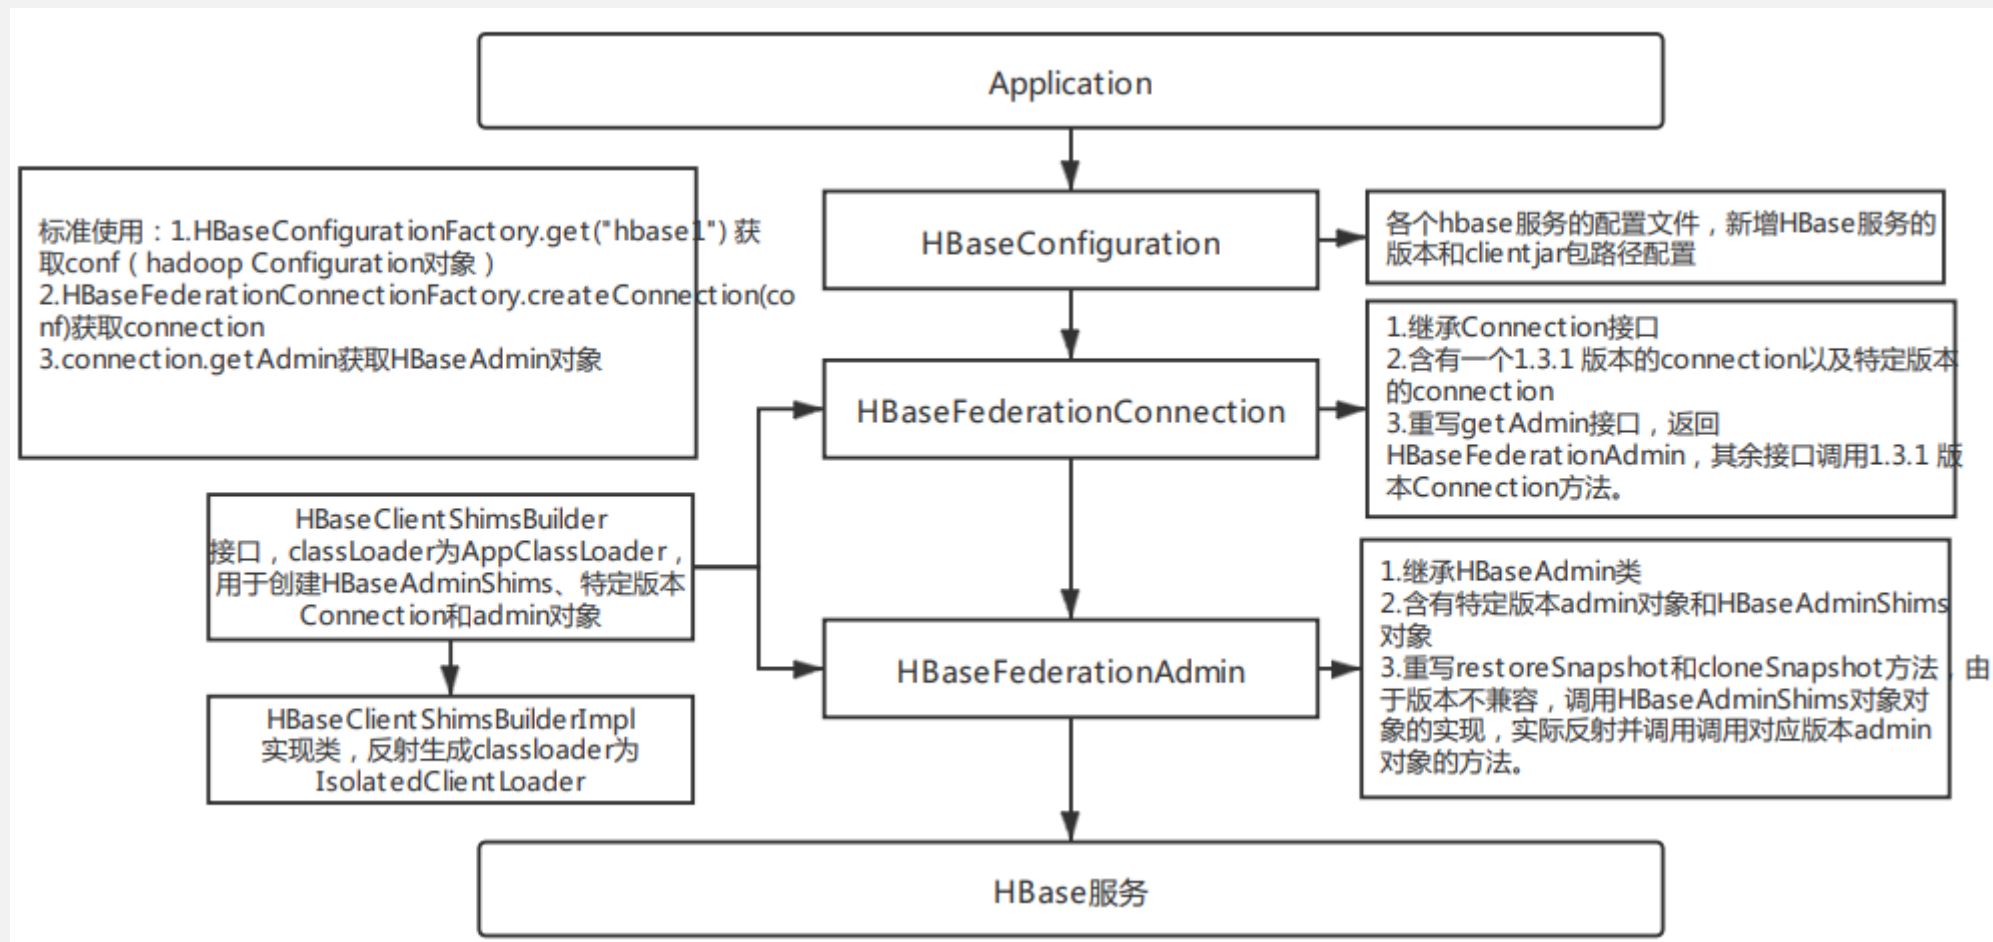 Application
标准使用：1.HBaseConfigurationFactory.get("hbase1") 获
取conf（hadoop Configuration对象）
2.HBaseFederationConnectionFactory.createConnection(co
nf)获取connection
3.connection.getAdmin获取HBaseAdmin对象
HBaseConfiguration
各个hbase服务的配置文件，新增HBase服务的
版本和clientjar包路径配置
HBaseFederationConnection
1.继承Connection接口
2.含有一个1.3.1 版本的connection以及特定版本
的connection
3.重写getAdmin接口，返回
HBaseFederationAdmin，其余接口调用1.3.1 版
本Connection方法。
HBaseClientShimsBuilder
接口，classLoader为AppClassLoader，
用于创建HBaseAdminShims、特定版本
Connection和admin对象
HBaseClientShimsBuilderImpl
实现类，反射生成classloader为
IsolatedClientLoader
HBaseFederationAdmin
1.继承HBaseAdmin类
2.含有特定版本admin对象和HBaseAdminShims
对象
3.重写restoreSnapshot和cloneSnapshot方法，由
于版本不兼容，调用HBaseAdminShims对象对
象的实现，实际反射并调用调用对应版本admin
对象的方法。
HBase服务